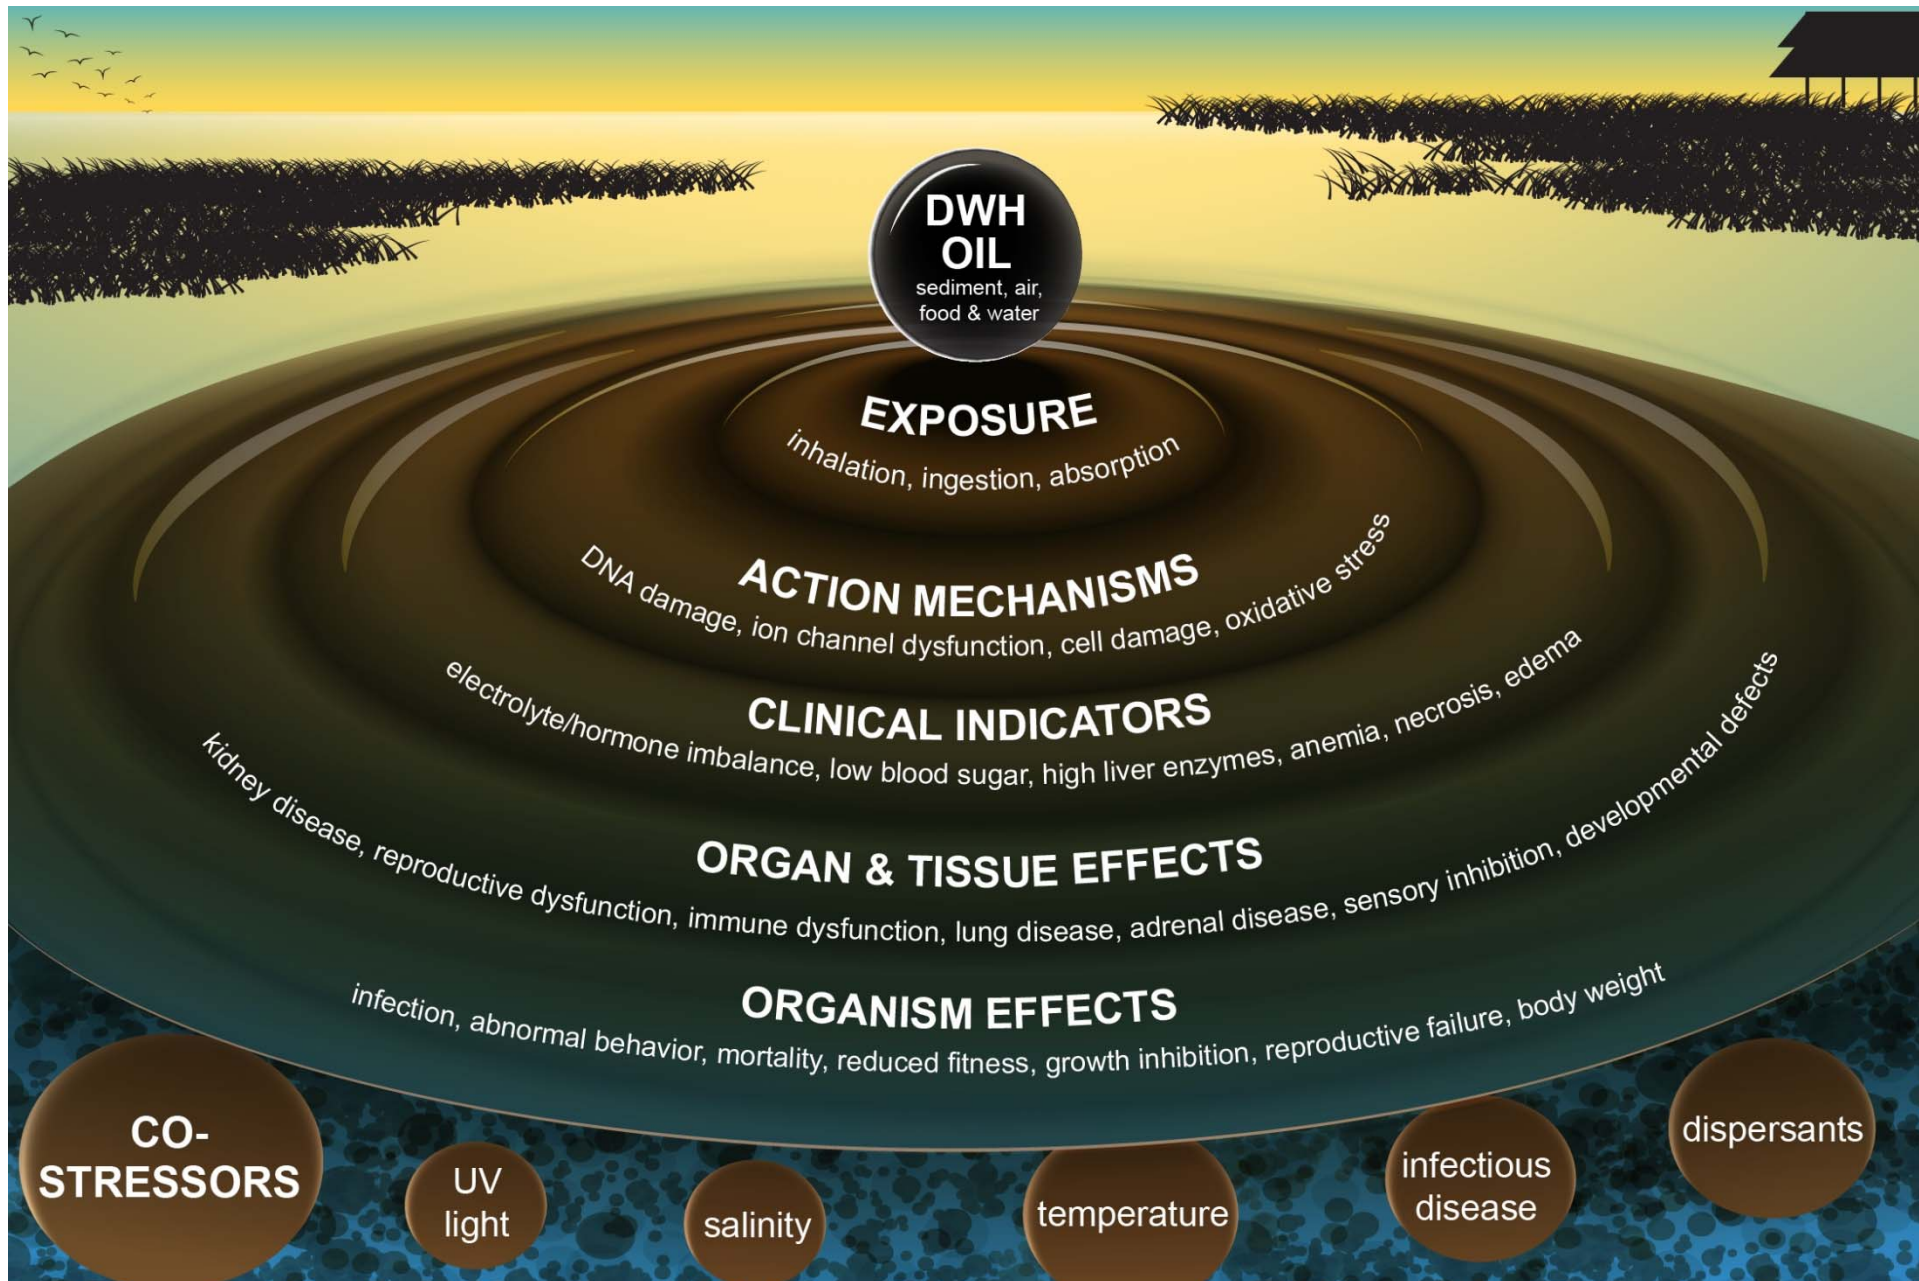 DWH
OIL
sediment, air,
food & water
EXPOSURE
inhalation, ingestion, absorption
ACTION MECHANISMS
DNA damage, ion channel dysfunction, cell damage, oxidative stress
CLINICAL INDICATORS
electrolyte/hormone imbalance, low blood sugar, high liver enzymes, anemia, necrosis, edema
ORGAN & TISSUE EFFECTS
kidney disease, reproductive dysfunction, immune dysfunction, lung disease, adrenal disease, sensory inhibition, developmental defects
ORGANISM EFFECTS
infection, abnormal behavior, mortality, reduced fitness, growth inhibition, reproductive failure, body weight
CO-
STRESSORS
UV
light
salinity
temperature
infectious
disease
dispersants